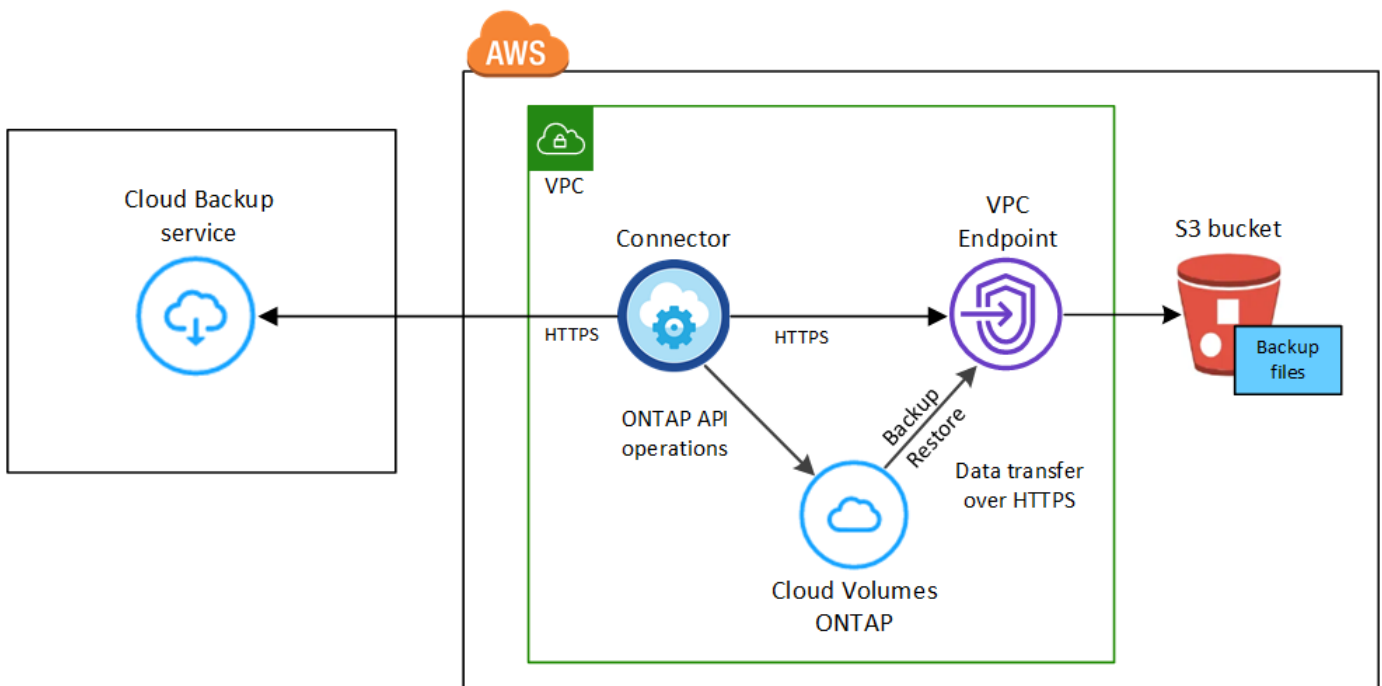 AWS
Cloud Backup
service
VPC
Connector
VPC
Endpoint
S3 bucket
HTTPS
HTTPS
Backup
files
ONTAP API
operations
Backup
Restore
Data transfer
over HTTPS
Cloud Volumes
ONTAP